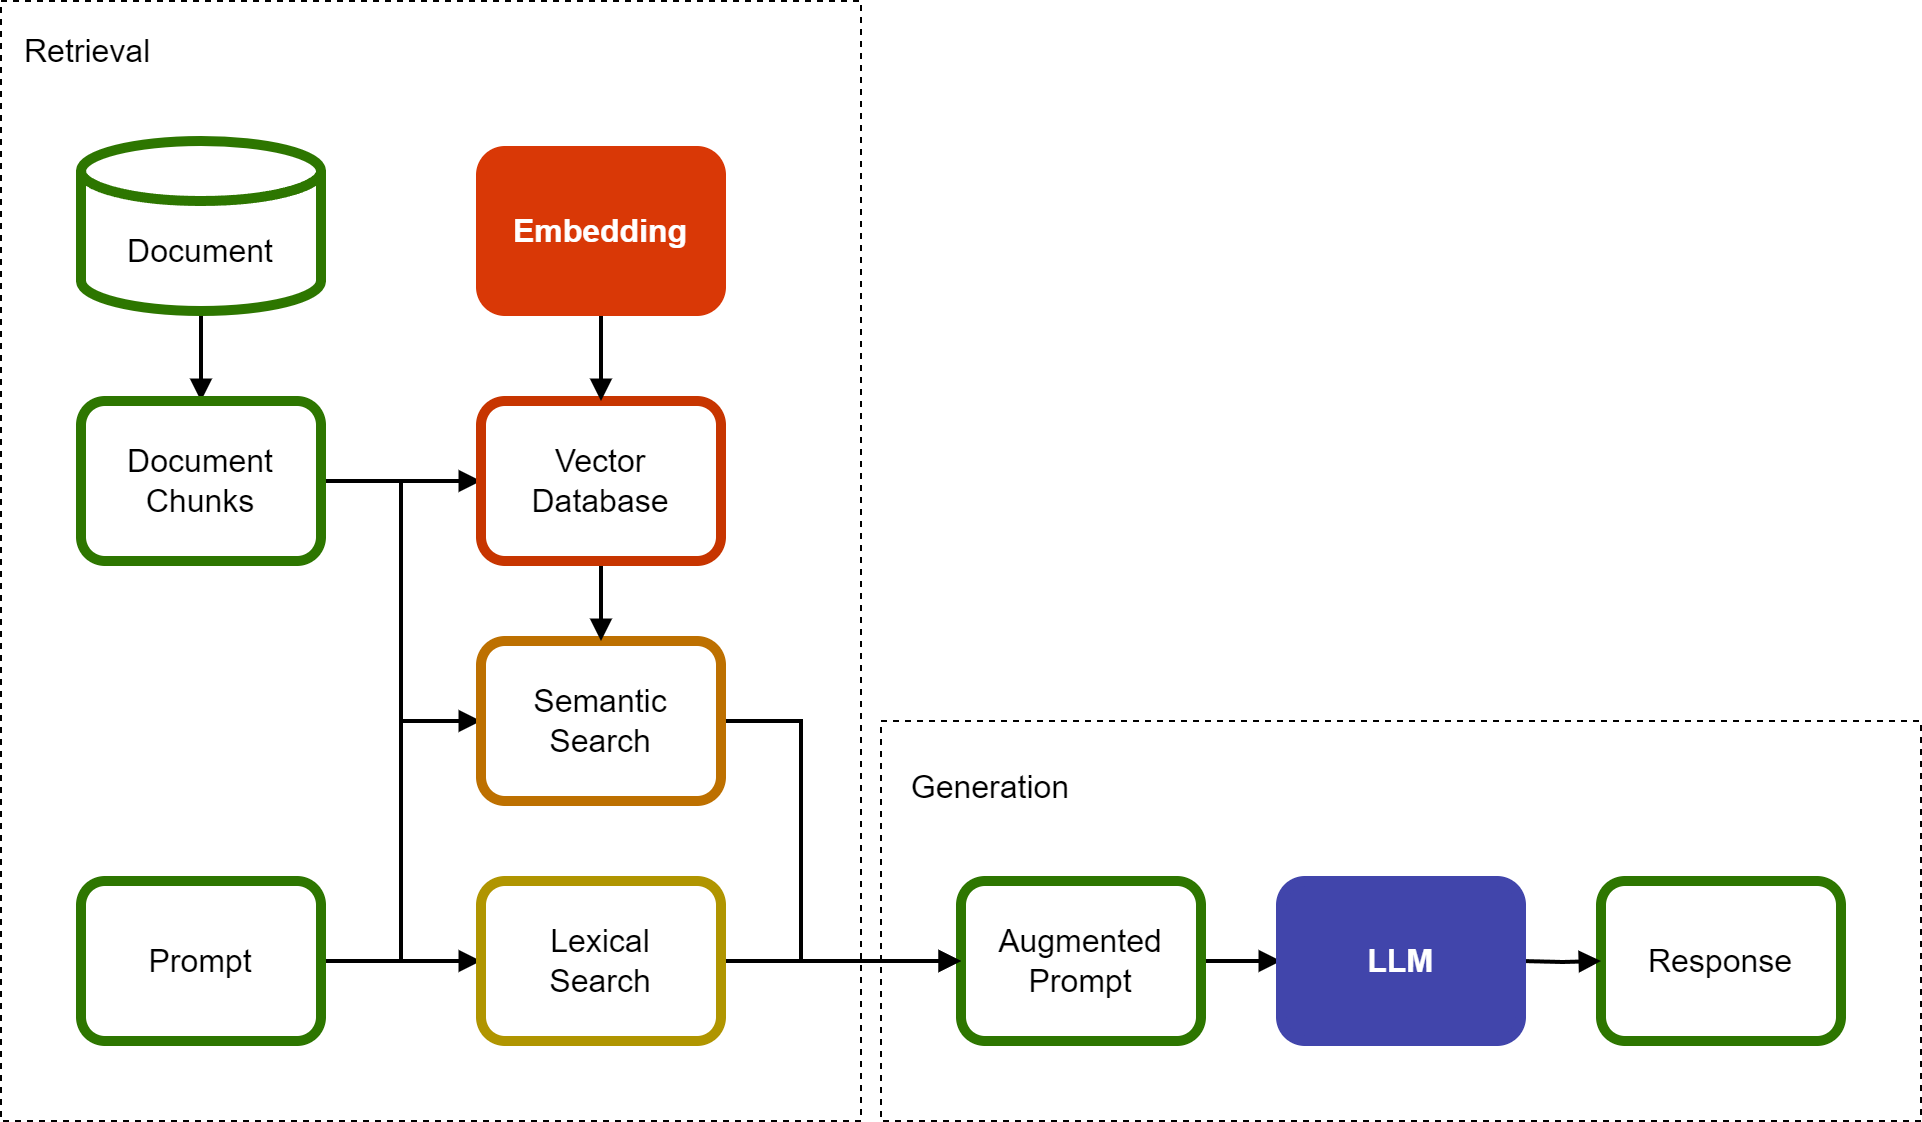 Retrieval
Document
Embedding
Document
Chunks
Vector
Database
Semantic
Search
Prompt
Lexical
Search
Generation
Augmented
Prompt
LLM
Response